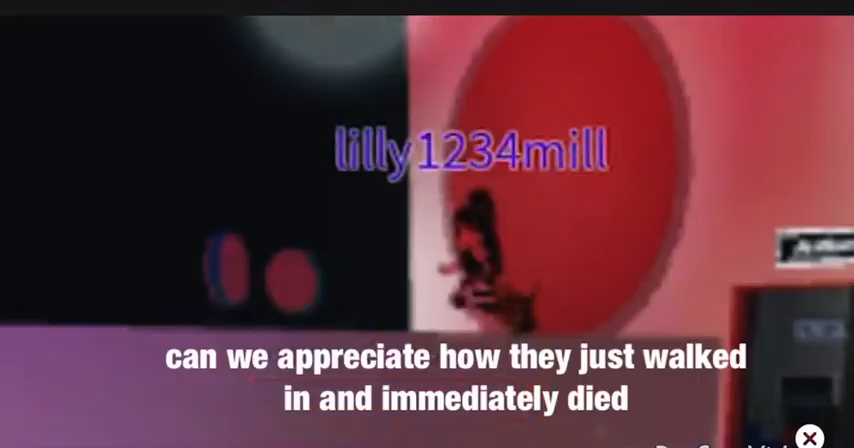 lilly1234mill
can we appreciate how they just walked
in and immediately died